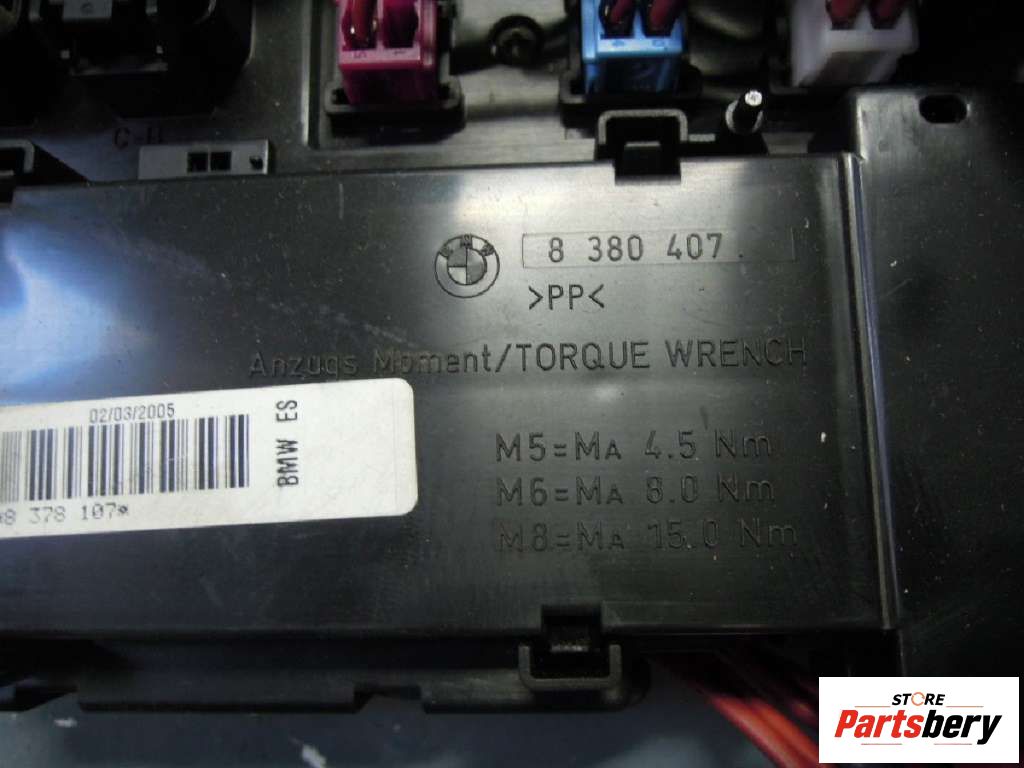 8 380 407.
>PP<
Anzugs Moment/TORQUE WRENCH
02/03/2005
BMW ES
8 378 107*
M5=MA 4.5 Nm
M6=MA 8.0 Nm
M8=MA 15.0 Nm
STORE
Partsbery